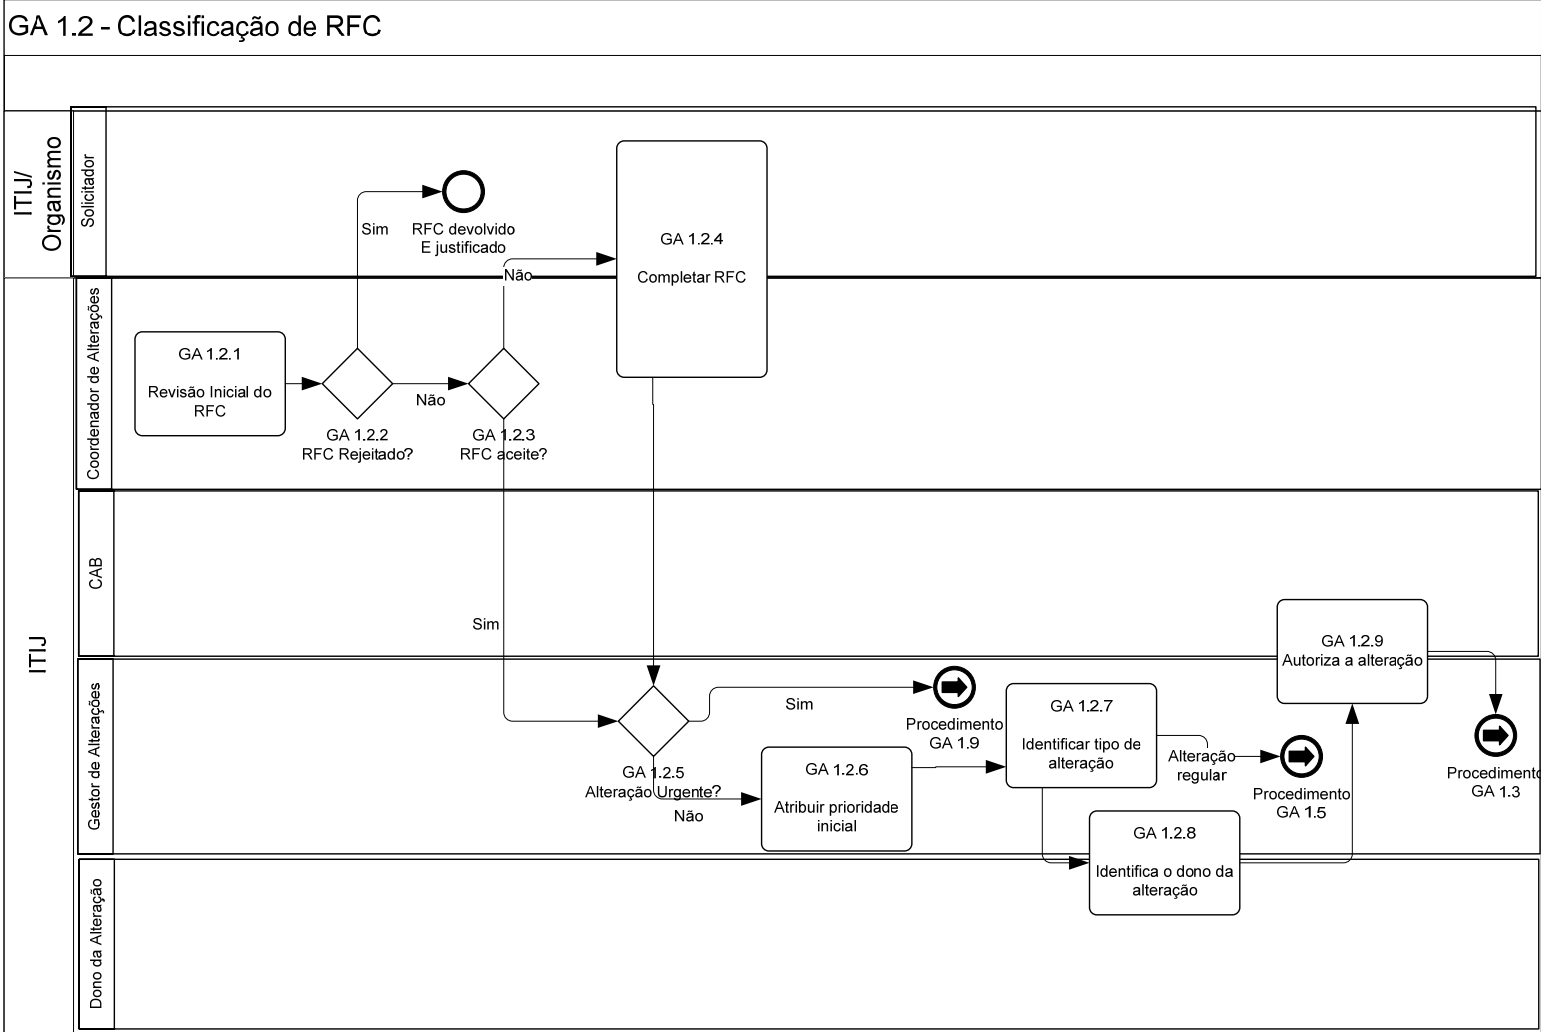 GA 1.2 - Classificação de RFC
ITIJ/
Organismo
Solicitador
Sim
RFC devolvido
E justificado
Não
GA 1.2.4
Completar RFC
Coordenador de Alterações
GA 1.2.1
Revisão Inicial do
RFC
Não
GA 1.2.2
RFC Rejeitado?
GA 1.2.3
RFC aceite?
ITIJ
CAB
Sim
GA 1.2.9
Autoriza a alteração
Gestor de Alterações
GA 1.2.5
Alteração Urgente?
Sim
Não
Procedimento
GA 1.9
GA 1.2.6
Atribuir prioridade
inicial
GA 1.2.7
Identificar tipo de
alteração
Alteração
regular
Procedimento
GA 1.5
Procedimento
GA 1.3
GA 1.2.8
Identifica o dono da
alteração
Dono da Alteração